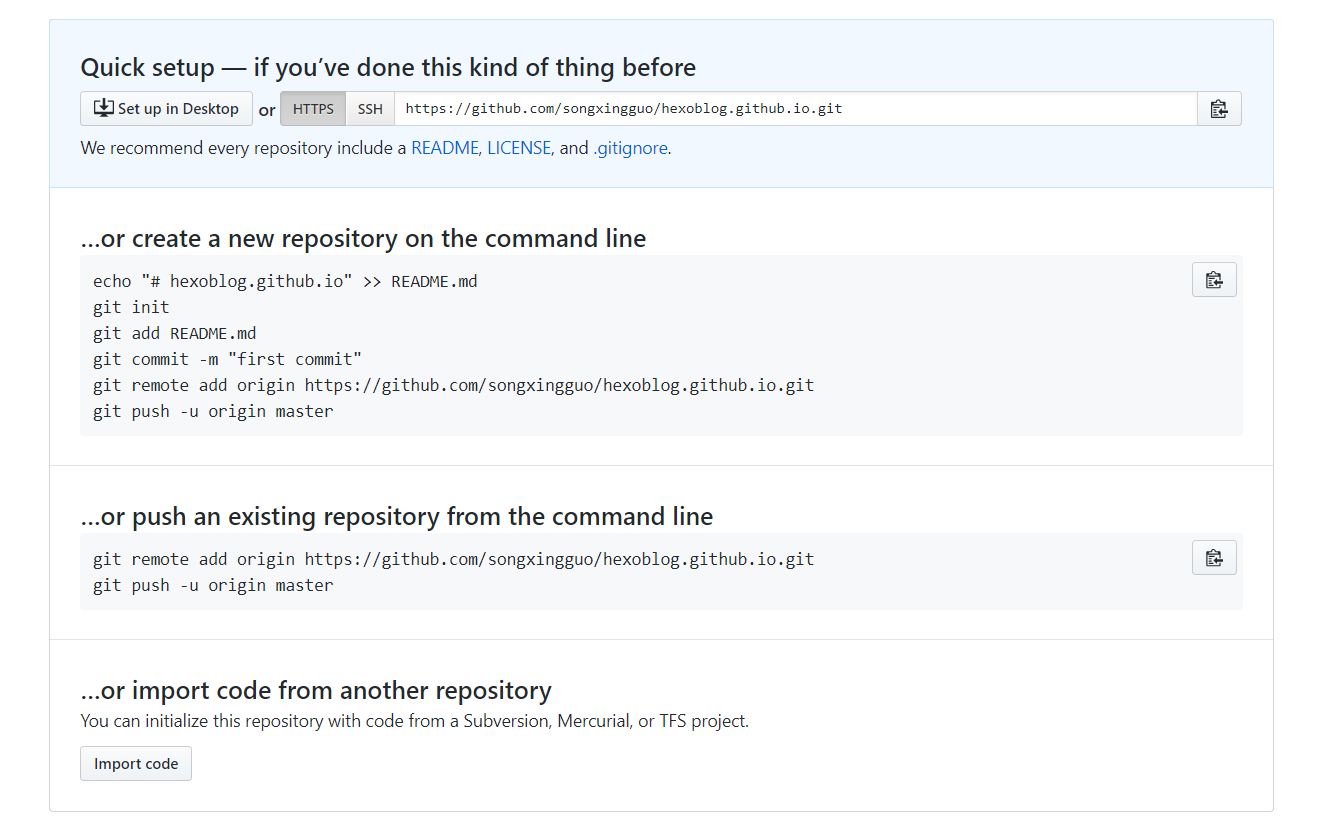 Quick setup — if you’ve done this kind of thing before
Set up in Desktop or HTTPS SSH https://github.com/songxingguo/hexoblog.github.io.git
We recommend every repository include a README, LICENSE, and .gitignore.
…or create a new repository on the command line
echo "# hexoblog.github.io" >> README.md
git init
git add README.md
git commit -m "first commit"
git remote add origin https://github.com/songxingguo/hexoblog.github.io.git
git push -u origin master
…or push an existing repository from the command line
git remote add origin https://github.com/songxingguo/hexoblog.github.io.git
git push -u origin master
…or import code from another repository
You can initialize this repository with code from a Subversion, Mercurial, or TFS project.
Import code